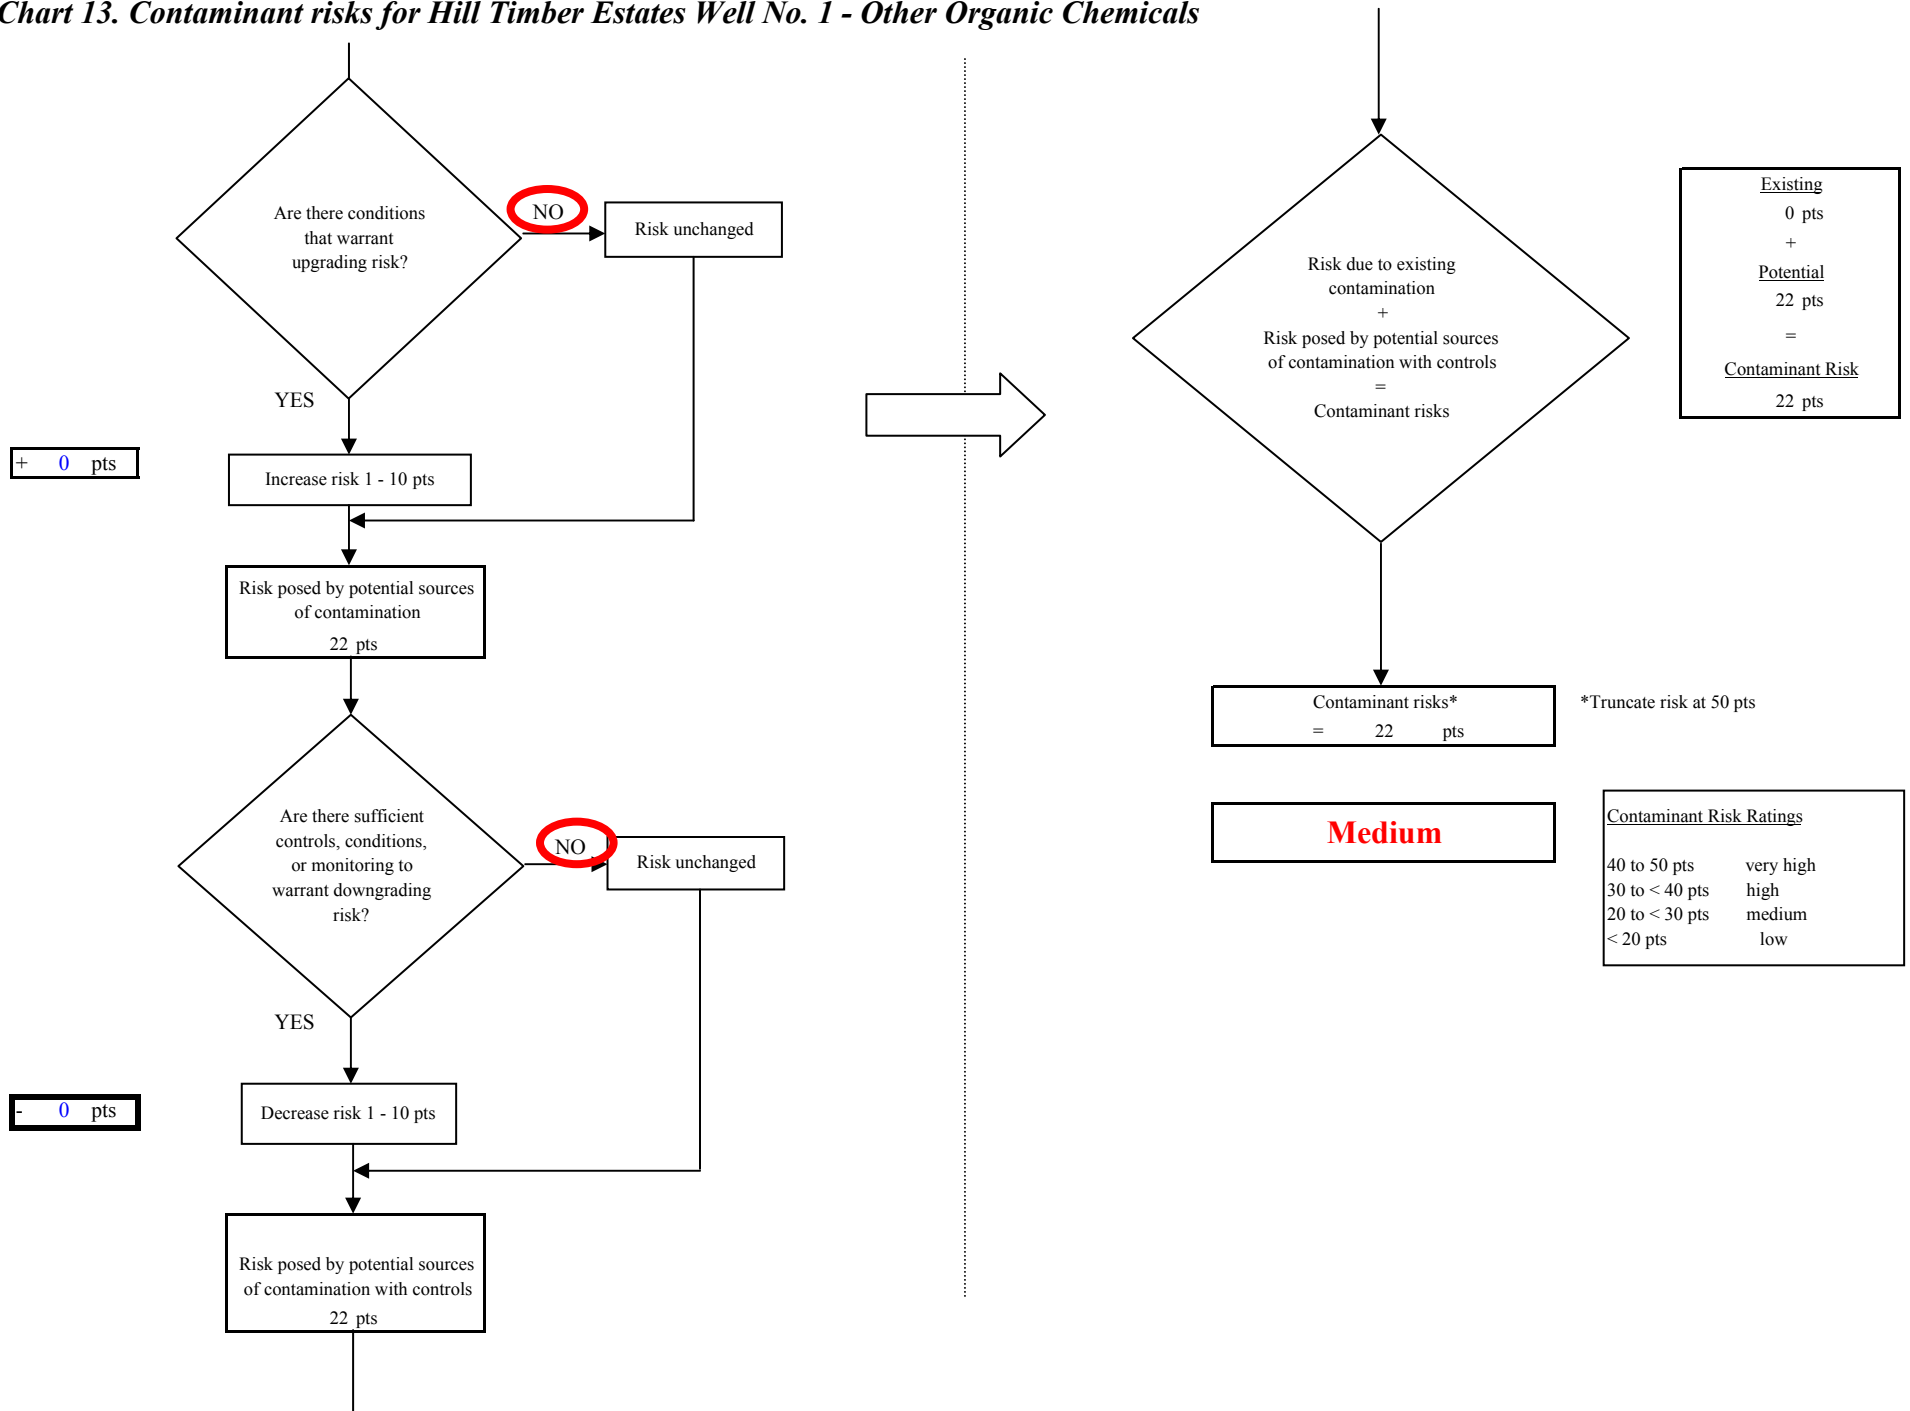 Chart 13. Contaminant risks for Hill Timber Estates Well No. 1 - Other Organic Chemicals
Are there conditions
that warrant
upgrading risk?
NO
Risk unchanged
YES
+ 0 pts
Increase risk 1 - 10 pts
Risk posed by potential sources
of contamination
22 pts
Are there sufficient
controls, conditions,
or monitoring to
warrant downgrading
risk?
NO
Risk unchanged
YES
- 0 pts
Decrease risk 1 - 10 pts
Risk posed by potential sources
of contamination with controls
22 pts
Risk due to existing
contamination
+
Risk posed by potential sources
of contamination with controls
=
Contaminant risks
Existing
0 pts
+
Potential
22 pts
=
Contaminant Risk
22 pts
Contaminant risks*
= 22 pts
*Truncate risk at 50 pts
Medium
Contaminant Risk Ratings
40 to 50 pts very high
30 to < 40 pts high
20 to < 30 pts medium
< 20 pts low